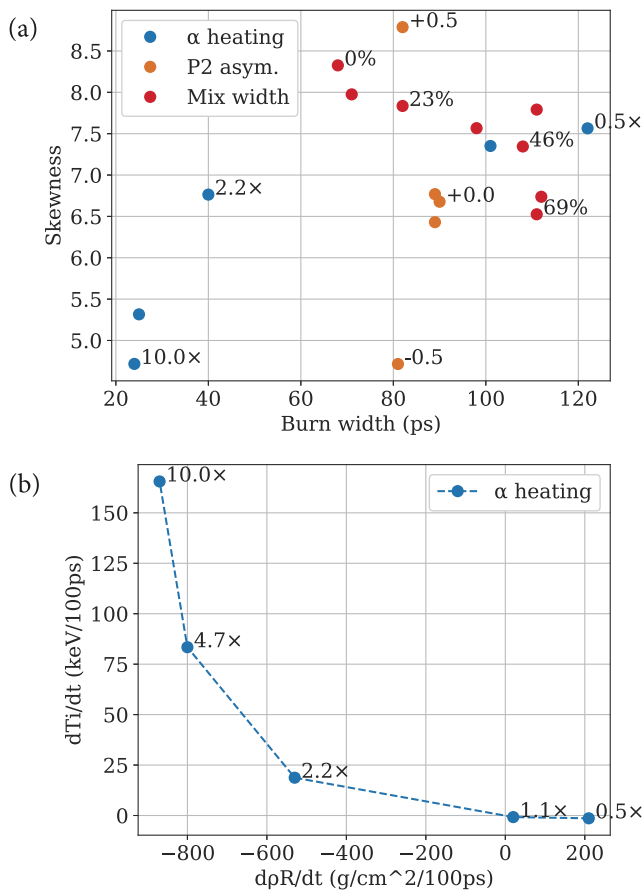 (a)
α heating
P2 asym.
Mix width
+0.5
0%
23%
0.5×
46%
2.2×
+0.0
69%
10.0×
-0.5
8.5
8.0
7.5
7.0
6.5
6.0
5.5
5.0
Skewness
20 40 60 80 100 120
Burn width (ps)
(b)
α heating
10.0×
4.7×
2.2×
1.1×
0.5×
150
125
100
75
50
25
0
dTi/dt (keV/100ps)
−800 −600 −400 −200 0 200
dρR/dt (g/cm^2/100ps)